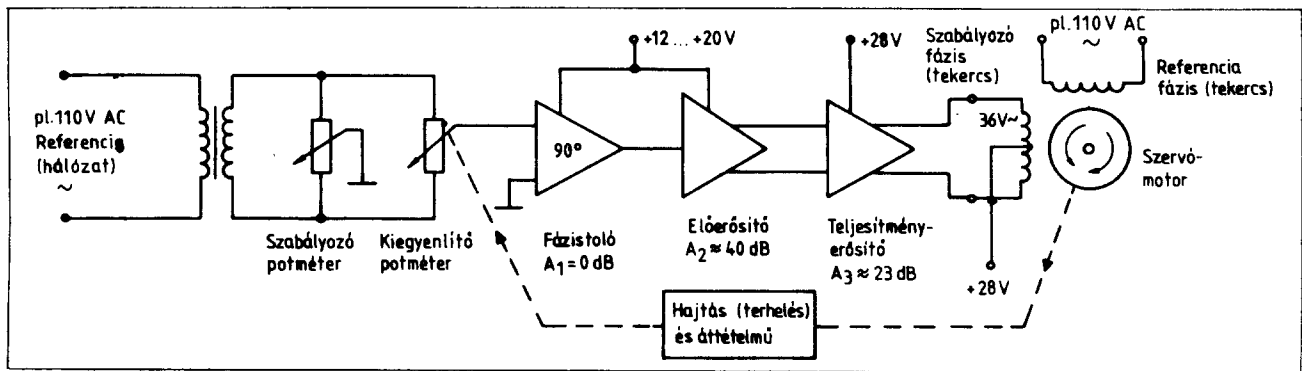 pl.110 V AC
Referencia
(hálózat)
~
Szabályozó
potméter
Kiegyenlítő
potméter
90°
Fázistoló
A1 = 0 dB
+12 ... +20 V
Előerősítő
A2 ≈ 40 dB
+28V
Teljesítmény-
erősítő
A3 ≈ 23 dB
Szabályozó
fázis
(tekercs)
36V~
+28V
pl.110 V AC
~
Referencia
fázis (tekercs)
Szervó-
motor
Hajtás (terhelés)
és áttételmű